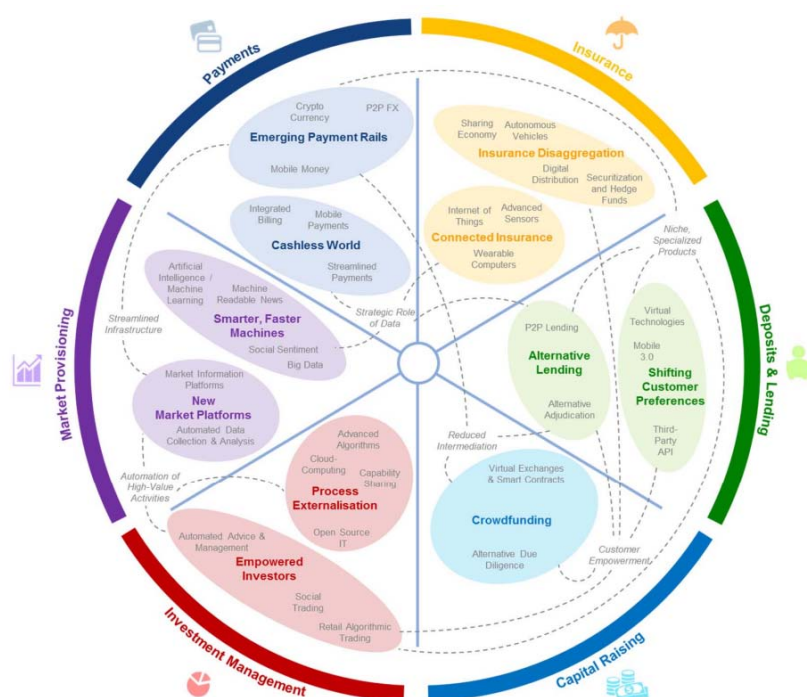 Payments
Insurance
Crypto
Currency
P2P FX
Emerging Payment Rails
Mobile Money
Sharing
Economy
Autonomous
Vehicles
Insurance Disaggregation
Digital
Distribution
Securitization
and Hedge
Funds
Integrated
Billing
Mobile
Payments
Cashless World
Streamlined
Payments
Internet of
Things
Advanced
Sensors
Connected Insurance
Wearable
Computers
Niche,
Specialized
Products
Market Provisioning
Artificial
Intelligence /
Machine
Learning
Machine
Readable News
Smarter, Faster
Machines
Social Sentiment
Big Data
Streamlined
Infrastructure
Strategic Role
of Data
P2P Lending
Alternative
Lending
Alternative
Adjudication
Virtual
Technologies
Mobile
3.0
Shifting
Customer
Preferences
Third-
Party
API
Deposits & Lending
Market Information
Platforms
New
Market Platforms
Automated Data
Collection & Analysis
Automation of
High-Value
Activities
Advanced
Algorithms
Cloud-
Computing
Capability
Sharing
Process
Externalisation
Open Source
IT
Reduced
Intermediation
Virtual Exchanges
& Smart Contracts
Crowdfunding
Alternative Due
Diligence
Customer
Empowerment
Automated Advice &
Management
Empowered
Investors
Social
Trading
Retail Algorithmic
Trading
Investment Management
Capital Raising